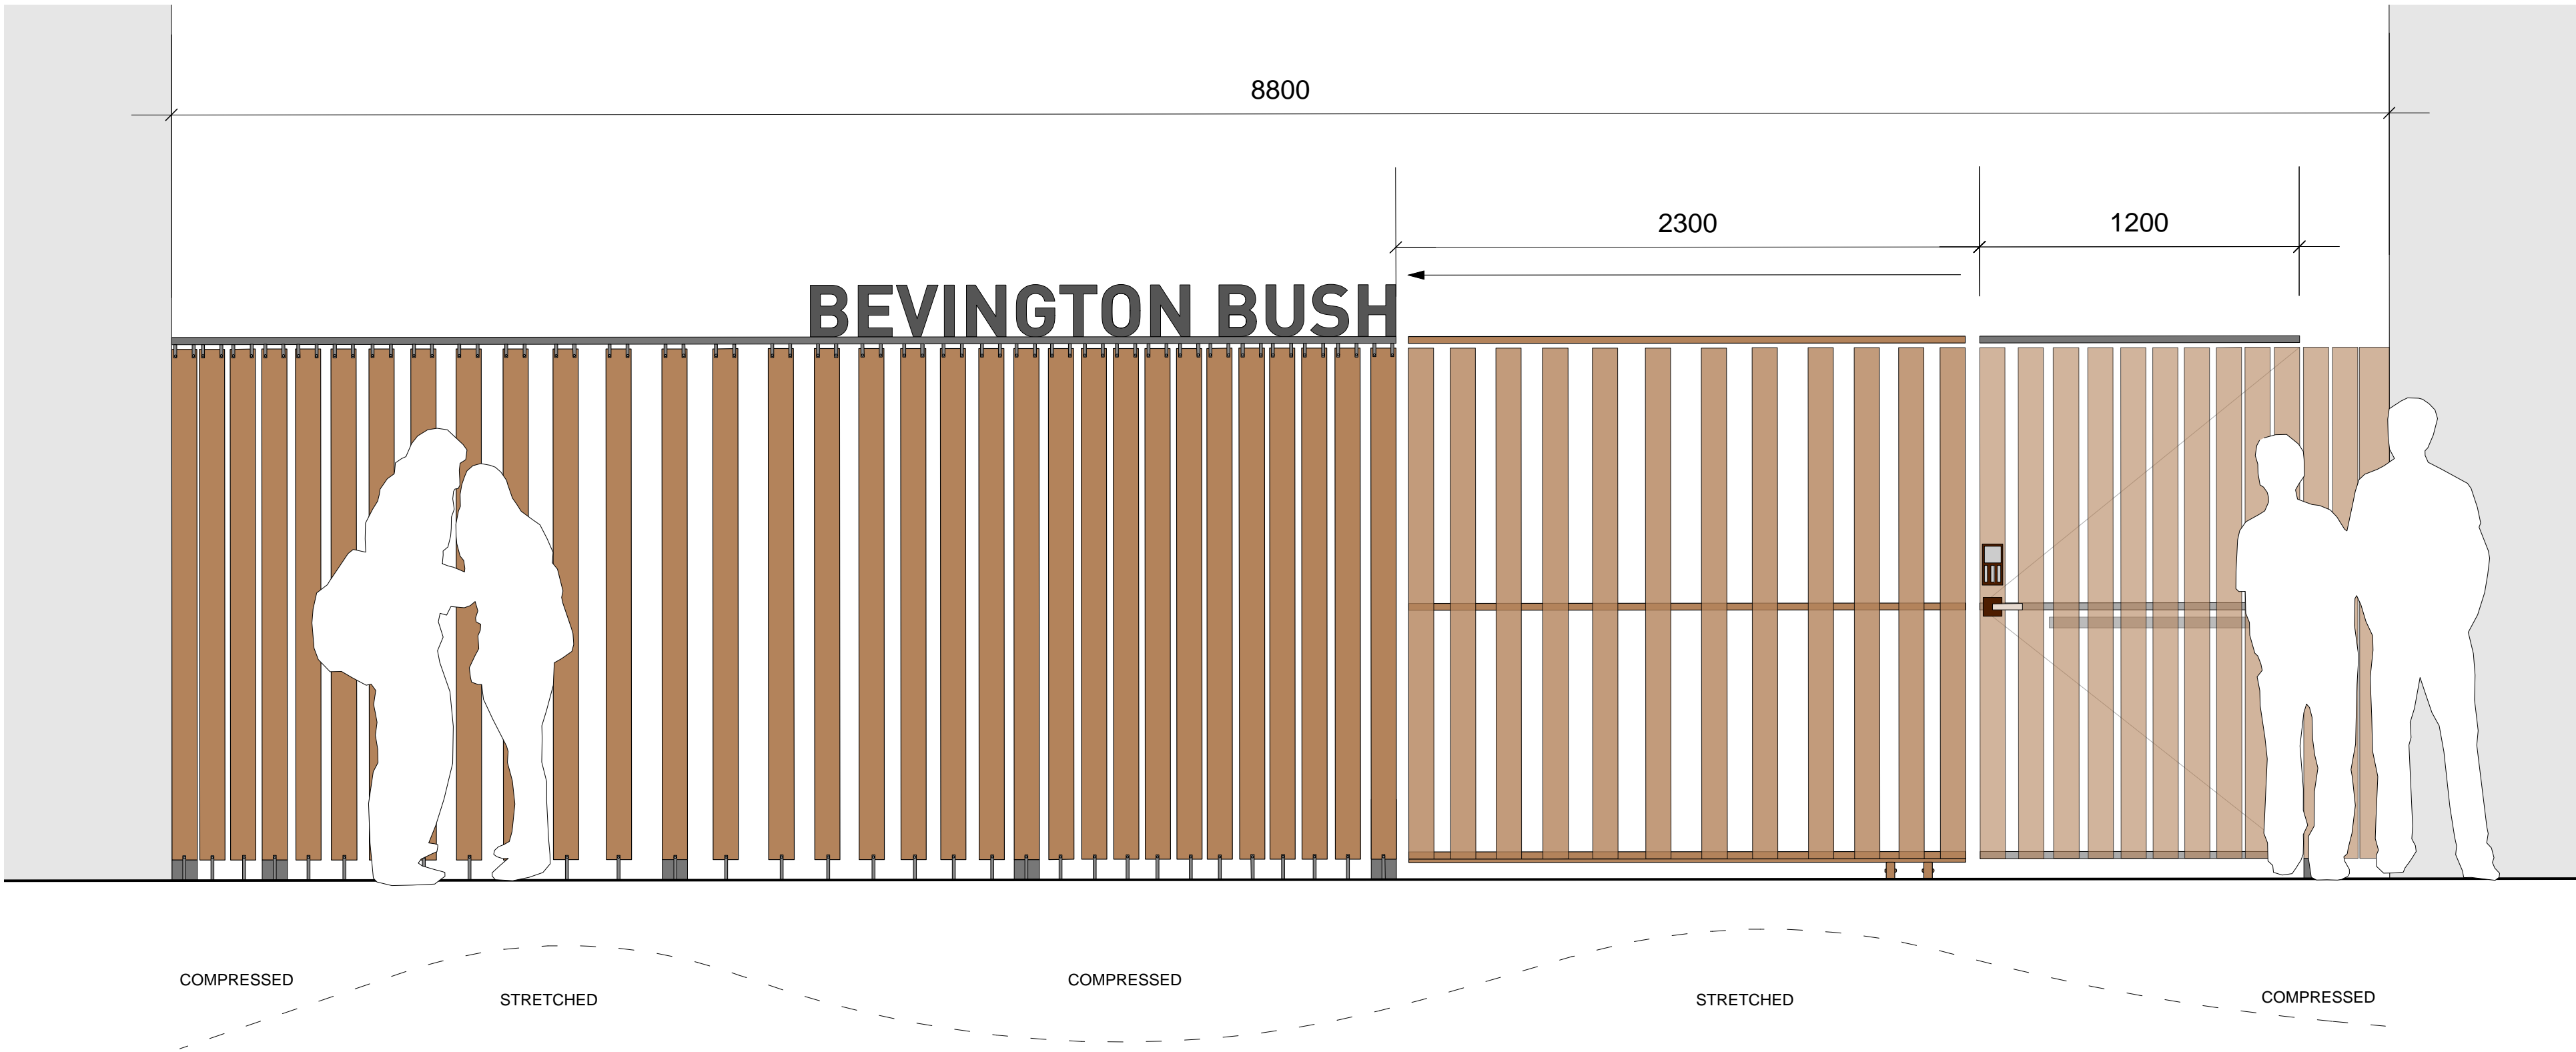 8800
2300
1200
BEVINGTON BUSH
COMPRESSED
STRETCHED
COMPRESSED
STRETCHED
COMPRESSED